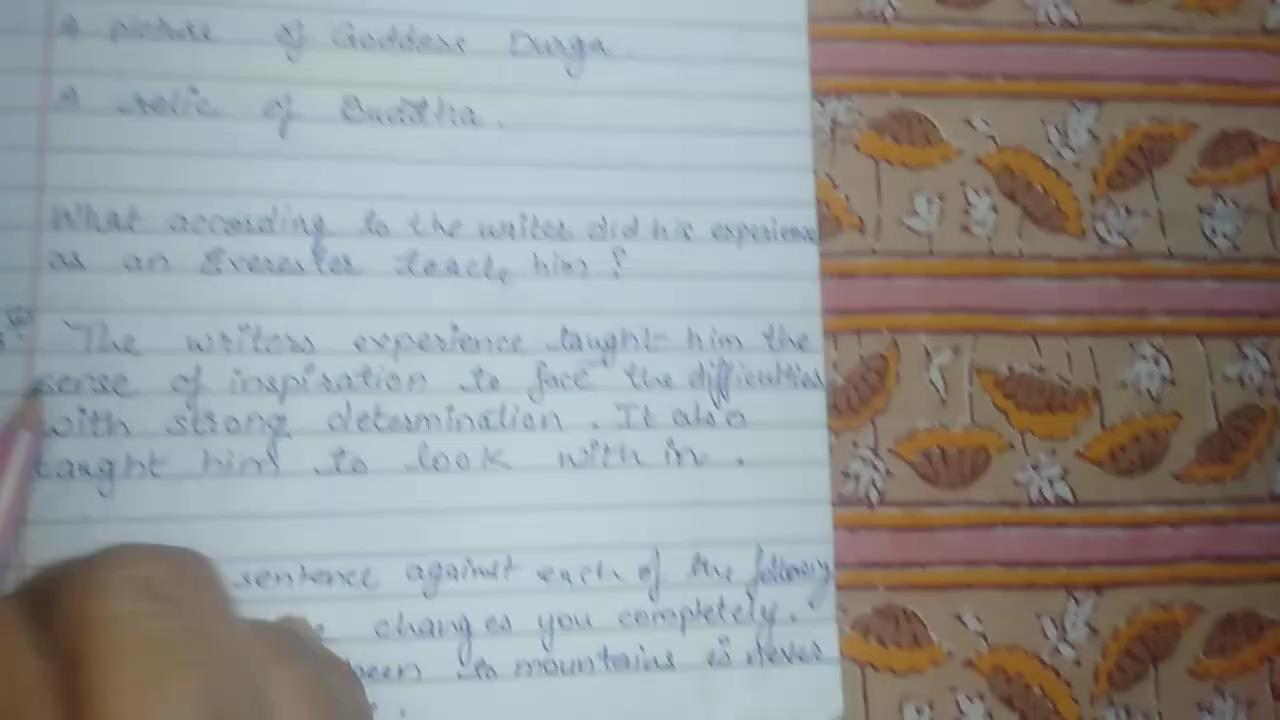 A picture of Goddess Durga.
A relic of Buddha.
What according to the writer did his experience
as an Everester teach him?
The writers experience taught him the
sense of inspiration to face the difficulties
with strong determination. It also
taught him to look with in.
sentence against each of the following
changes you completely.
been to mountains is never